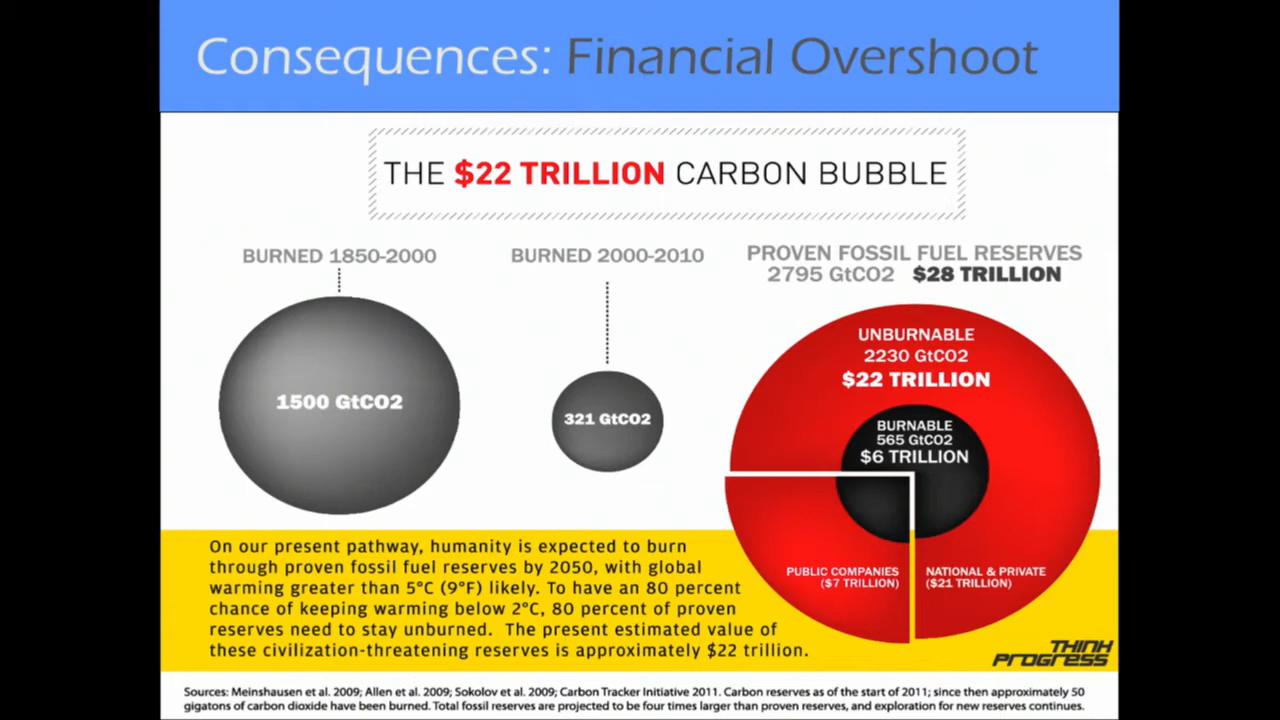 Consequences: Financial Overshoot
THE $22 TRILLION CARBON BUBBLE
BURNED 1850-2000
1500 GtCO2
BURNED 2000-2010
321 GtCO2
PROVEN FOSSIL FUEL RESERVES
2795 GtCO2 $28 TRILLION
UNBURNABLE
2230 GtCO2
$22 TRILLION
BURNABLE
565 GtCO2
$6 TRILLION
PUBLIC COMPANIES
($7 TRILLION)
NATIONAL & PRIVATE
($21 TRILLION)
On our present pathway, humanity is expected to burn
through proven fossil fuel reserves by 2050, with global
warming greater than 5°C (9°F) likely. To have an 80 percent
chance of keeping warming below 2°C, 80 percent of proven
reserves need to stay unburned. The present estimated value of
these civilization-threatening reserves is approximately $22 trillion.
THINK
PROGRESS
Sources: Meinshausen et al. 2009; Allen et al. 2009; Sokolov et al. 2009; Carbon Tracker Initiative 2011. Carbon reserves as of the start of 2011; since then approximately 50
gigatons of carbon dioxide have been burned. Total fossil reserves are projected to be four times larger than proven reserves, and exploration for new reserves continues.